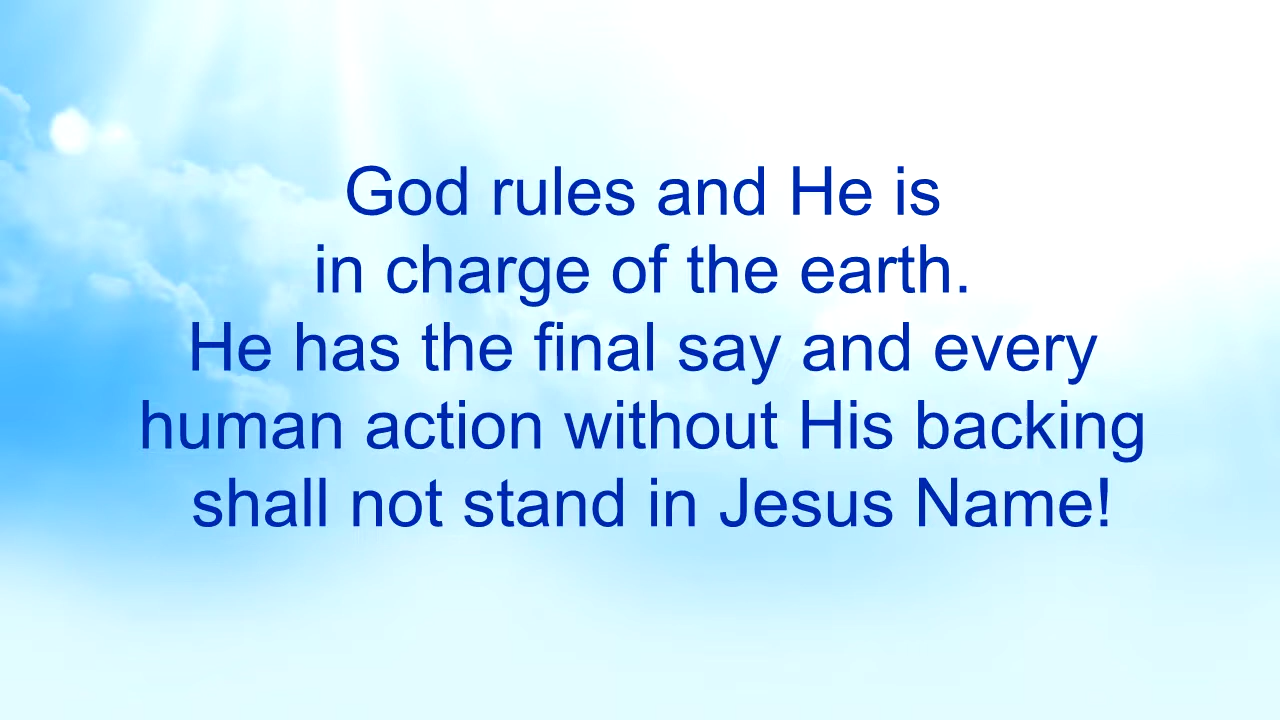 God rules and He is
in charge of the earth.
He has the final say and every
human action without His backing
shall not stand in Jesus Name!